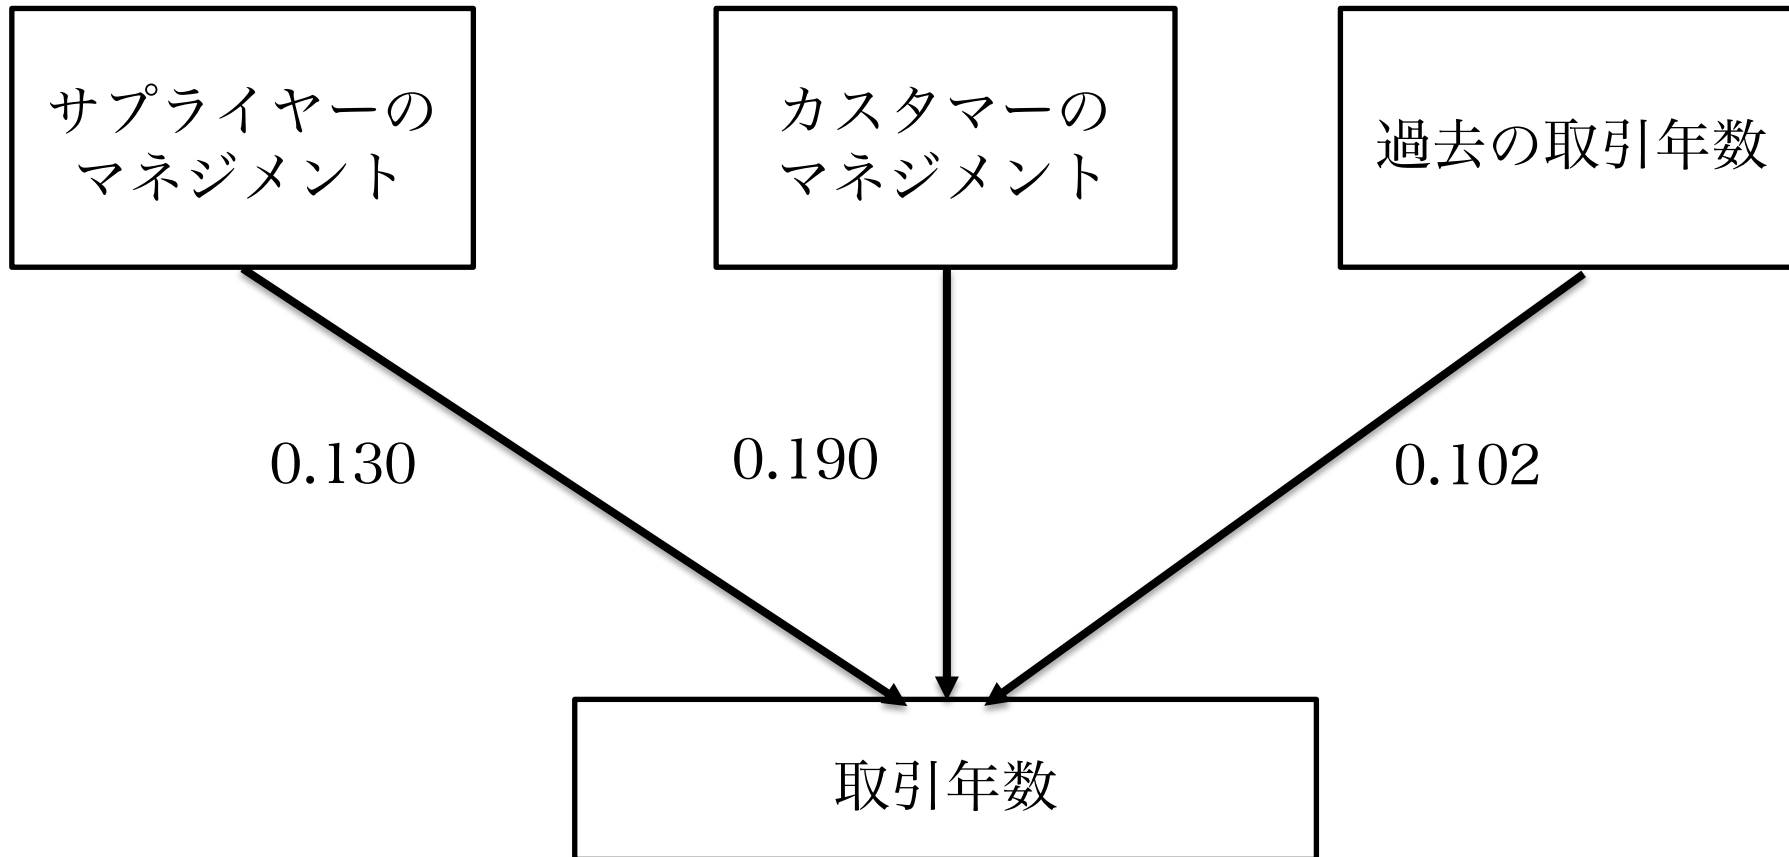 サプライヤーの
マネジメント
カスタマーの
マネジメント
過去の取引年数
0.130
0.190
0.102
取引年数